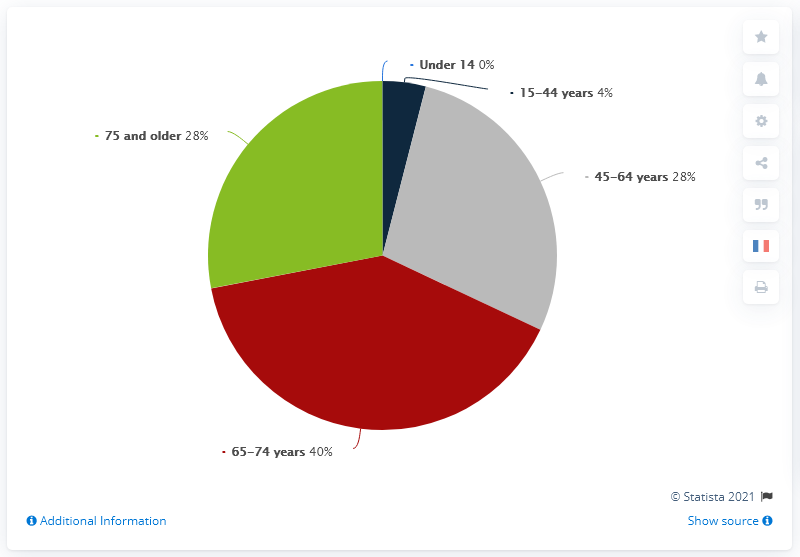 Under 14 0%
15–44 years 4%
75 and older 28%
45–64 years 28%
65–74 years 40%
© Statista 2021
Additional Information
Show source